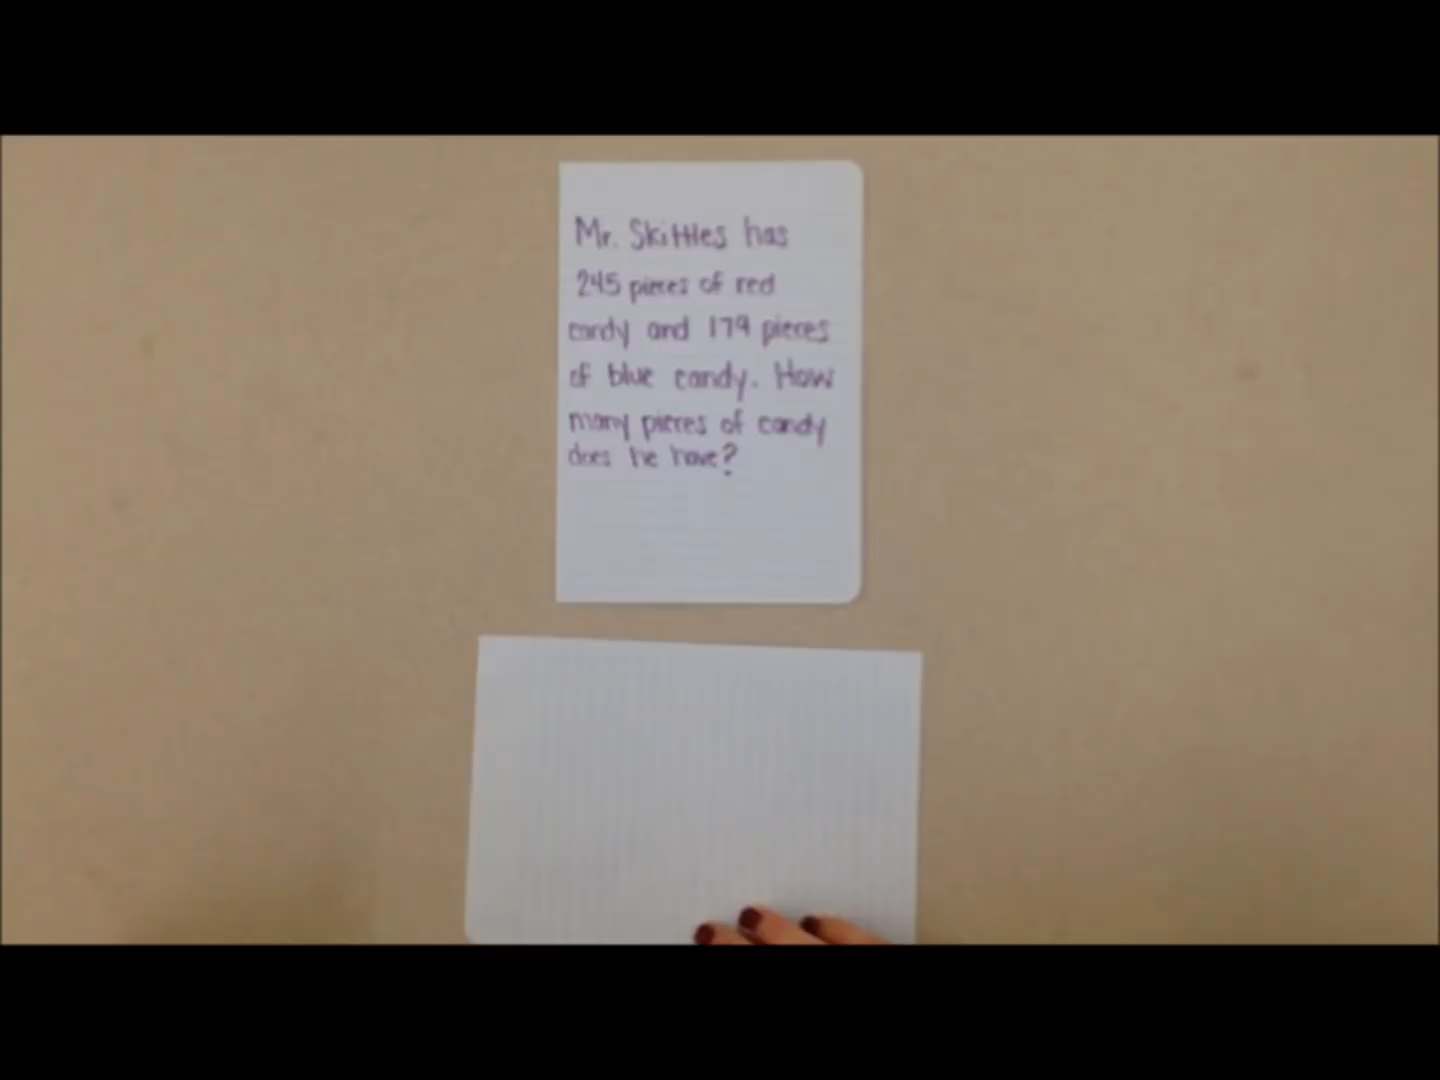 Mr. Skittles has
245 pieces of red
candy and 179 pieces
of blue candy. How
many pieces of candy
does he have?